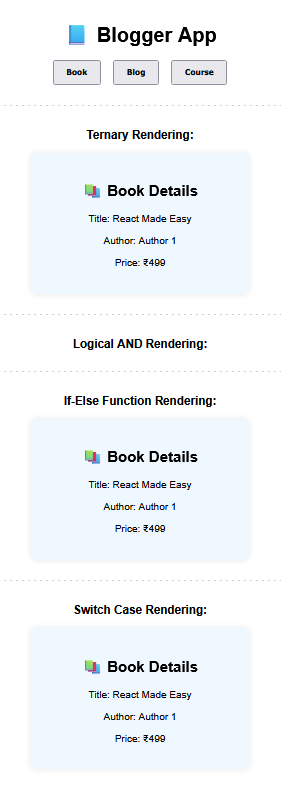 Blogger App
Book Blog Course
Ternary Rendering:
Book Details
Title: React Made Easy
Author: Author 1
Price: ₹499
Logical AND Rendering:
If-Else Function Rendering:
Book Details
Title: React Made Easy
Author: Author 1
Price: ₹499
Switch Case Rendering:
Book Details
Title: React Made Easy
Author: Author 1
Price: ₹499